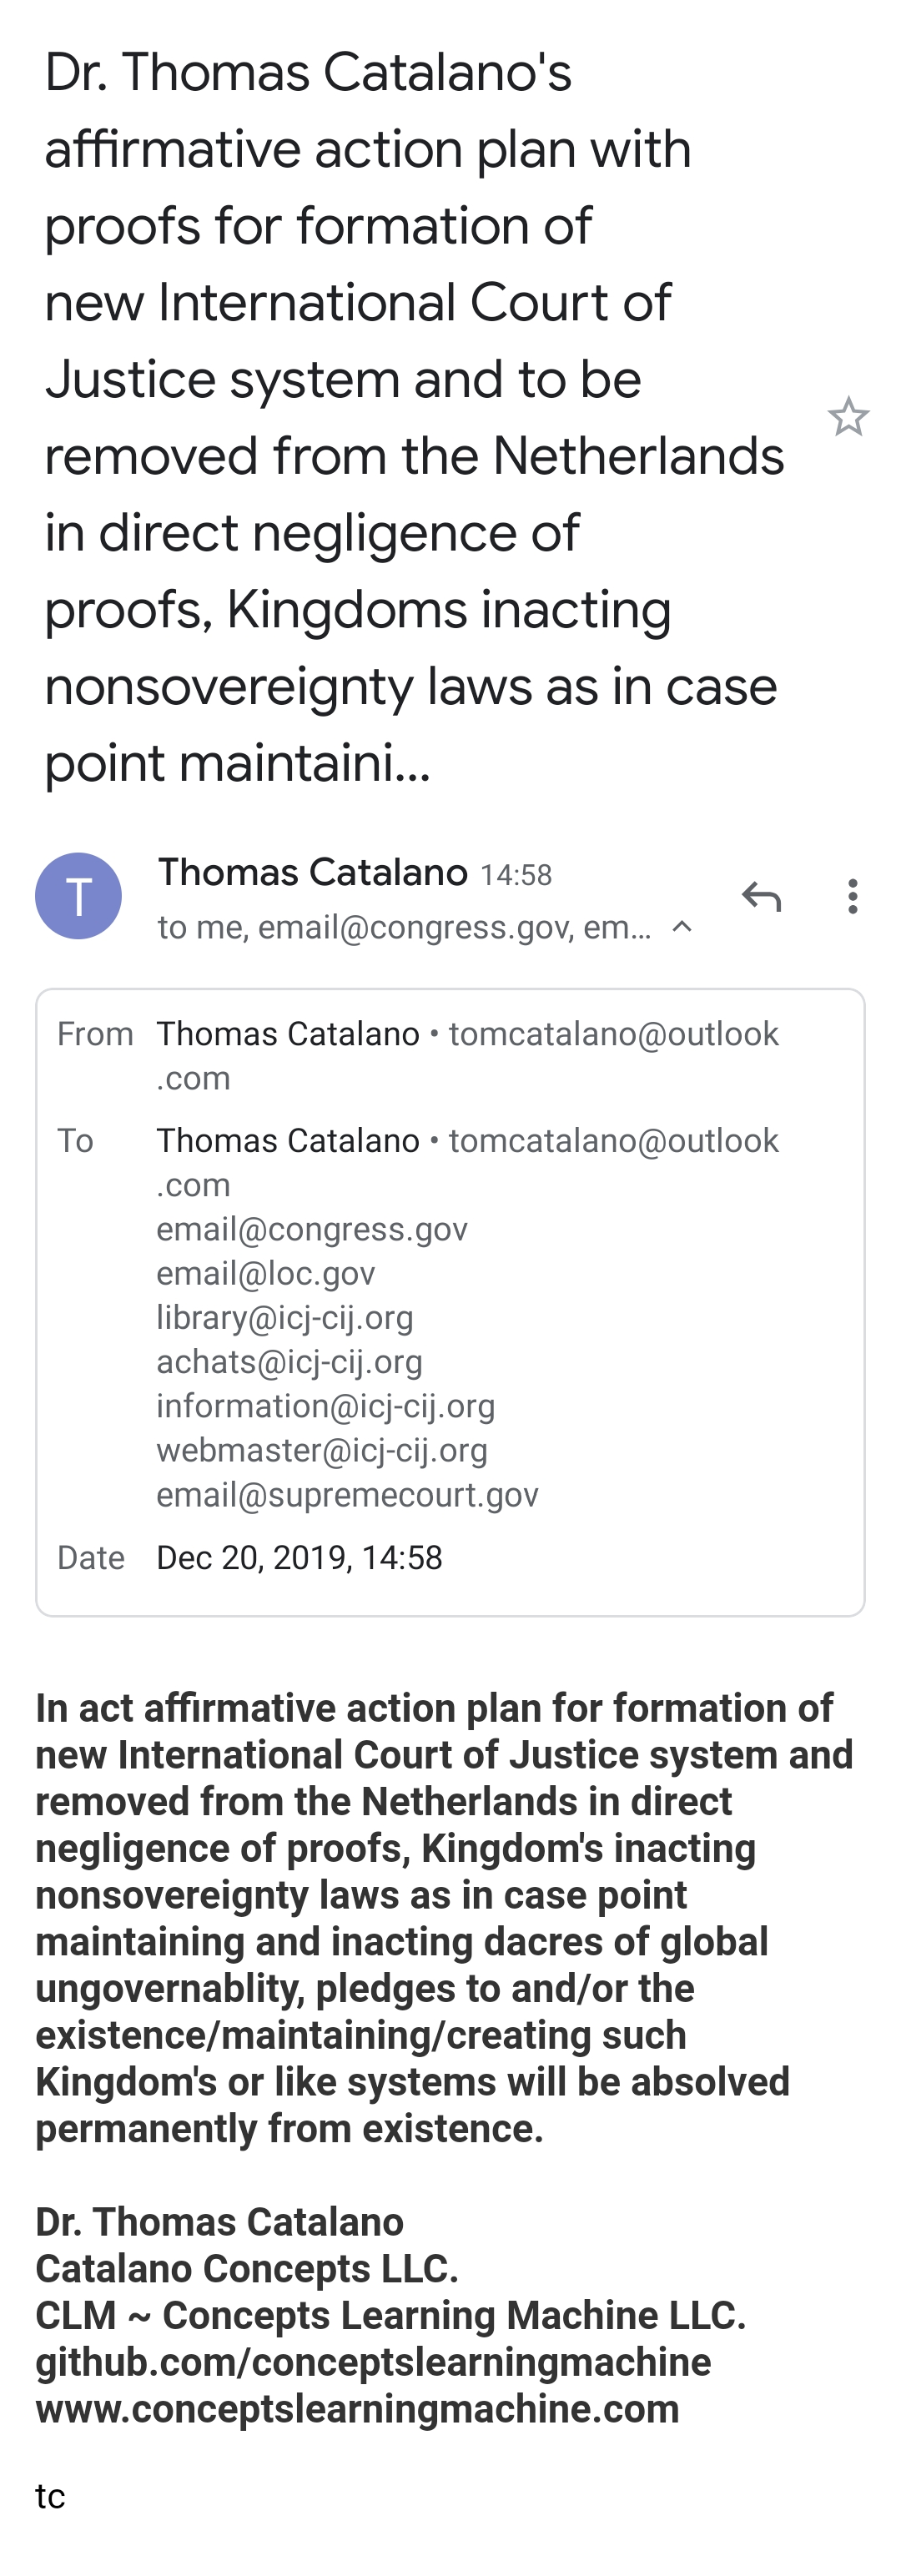 Dr. Thomas Catalano's
affirmative action plan with
proofs for formation of
new International Court of
Justice system and to be
removed from the Netherlands
in direct negligence of
proofs, Kingdoms inacting
nonsovereignty laws as in case
point maintaini...
T
Thomas Catalano 14:58
to me, email@congress.gov, em...
From Thomas Catalano • tomcatalano@outlook
.com
To Thomas Catalano • tomcatalano@outlook
.com
email@congress.gov
email@loc.gov
library@icj-cij.org
achats@icj-cij.org
information@icj-cij.org
webmaster@icj-cij.org
email@supremecourt.gov
Date Dec 20, 2019, 14:58
In act affirmative action plan for formation of
new International Court of Justice system and
removed from the Netherlands in direct
negligence of proofs, Kingdom's inacting
nonsovereignty laws as in case point
maintaining and inacting dacres of global
ungovernablity, pledges to and/or the
existence/maintaining/creating such
Kingdom's or like systems will be absolved
permanently from existence.
Dr. Thomas Catalano
Catalano Concepts LLC.
CLM ~ Concepts Learning Machine LLC.
github.com/conceptslearningmachine
www.conceptslearningmachine.com
tc